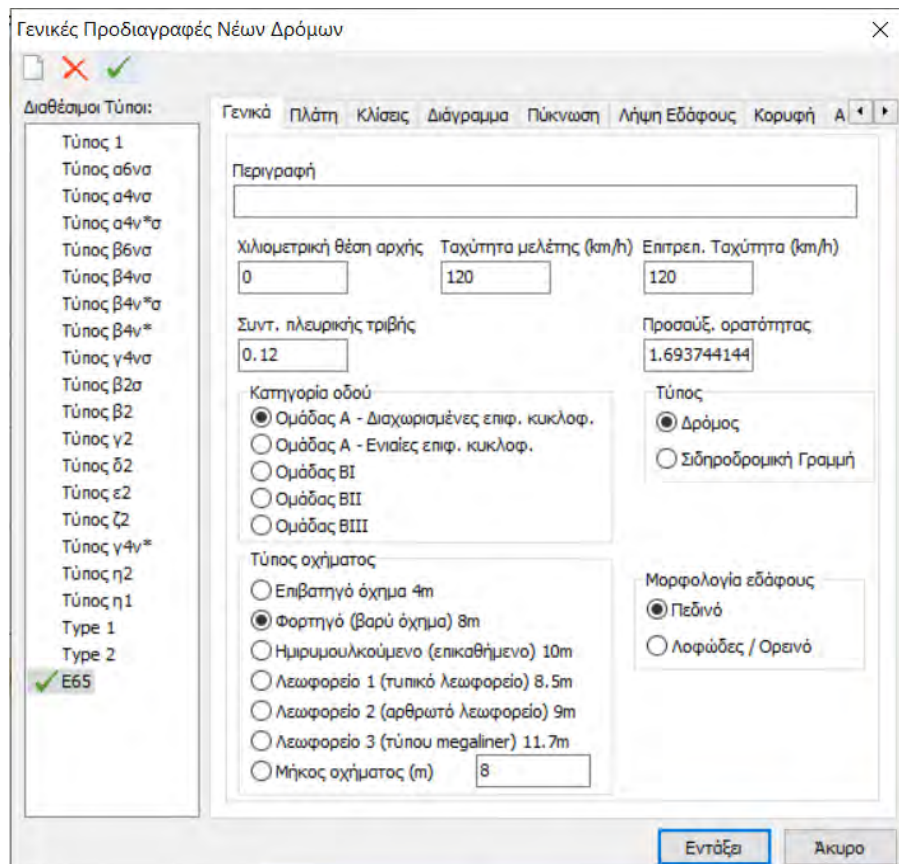 Γενικές Προδιαγραφές Νέων Δρόμων
Διαθέσιμοι Τύποι:
Τύπος 1
Τύπος α6νσ
Τύπος α4νσ
Τύπος α4ν*σ
Τύπος β6νσ
Τύπος β4νσ
Τύπος β4ν*σ
Τύπος β4ν*
Τύπος γ4νσ
Τύπος β2σ
Τύπος β2
Τύπος γ2
Τύπος δ2
Τύπος ε2
Τύπος ζ2
Τύπος γ4ν*
Τύπος η2
Τύπος η1
Type 1
Type 2
E65
Γενικά Πλάτη Κλίσεις Διάγραμμα Πύκνωση Λήψη Εδάφους Κορυφή Α
Περιγραφή
Χιλιομετρική θέση αρχής Ταχύτητα μελέτης (km/h) Επιτρεπ. Ταχύτητα (km/h)
0 120 120
Συντ. πλευρικής τριβής Προσαύξ. ορατότητας
0.12 1.693744144
Κατηγορία οδού
Ομάδας Α - Διαχωρισμένες επιφ. κυκλοφ.
Ομάδας Α - Ενιαίες επιφ. κυκλοφ.
Ομάδας ΒΙ
Ομάδας ΒΙΙ
Ομάδας ΒΙΙΙ
Τύπος
Δρόμος
Σιδηροδρομική Γραμμή
Τύπος οχήματος
Επιβατηγό όχημα 4m
Φορτηγό (βαρύ όχημα) 8m
Ημιρυμουλκούμενο (επικαθήμενο) 10m
Λεωφορείο 1 (τυπικό λεωφορείο) 8.5m
Λεωφορείο 2 (αρθρωτό λεωφορείο) 9m
Λεωφορείο 3 (τύπου megaliner) 11.7m
Μήκος οχήματος (m) 8
Μορφολογία εδάφους
Πεδινό
Λοφώδες / Ορεινό
Εντάξει Άκυρο